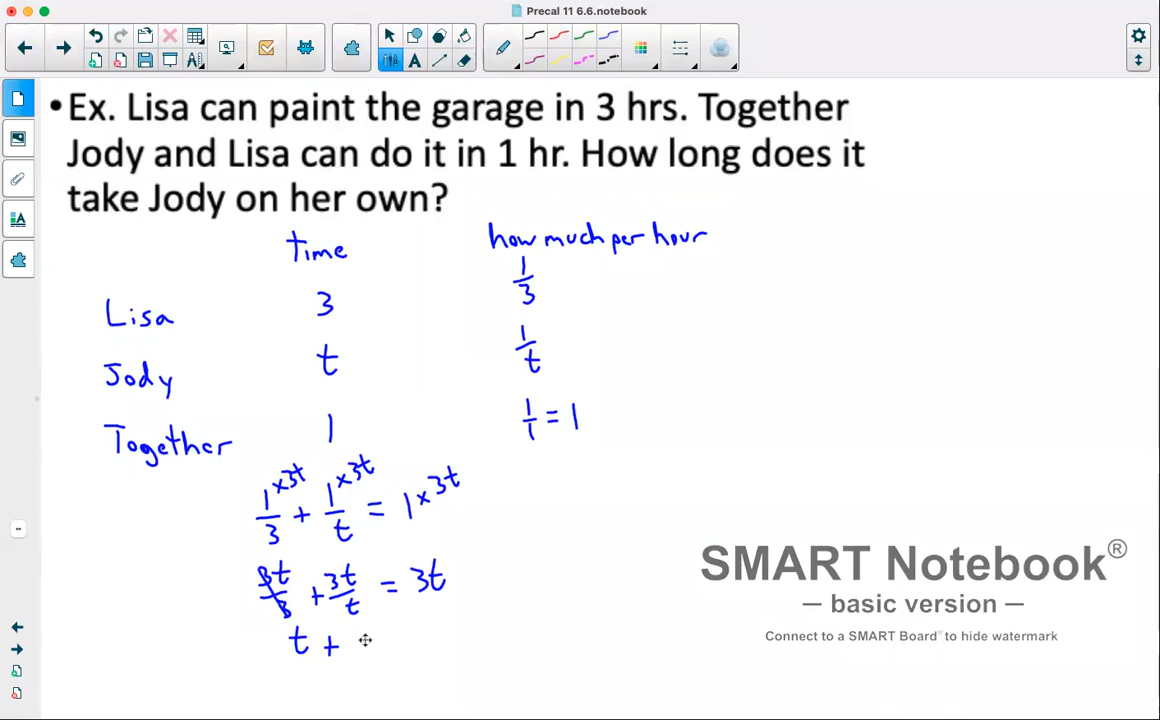 Precal 11 6.6.notebook
• Ex. Lisa can paint the garage in 3 hrs. Together
Jody and Lisa can do it in 1 hr. How long does it
take Jody on her own?
time how much per hour
Lisa 3 1/3
Jody t 1/t
Together 1 1/1 = 1
1/3 ×3t + 1/t ×3t = 1 ×3t
3t/3 + 3t/t = 3t
t +
SMART Notebook®
— basic version —
Connect to a SMART Board® to hide watermark